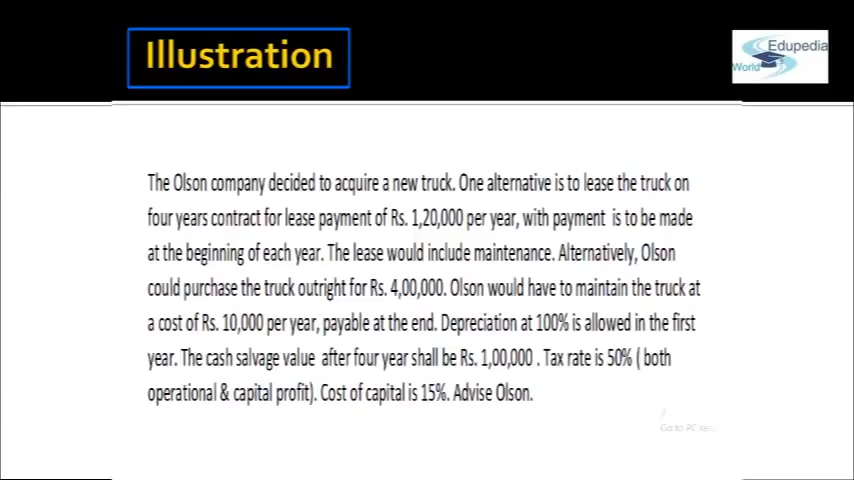 Illustration
Edupedia
World
The Olson company decided to acquire a new truck. One alternative is to lease the truck on
four years contract for lease payment of Rs. 1,20,000 per year, with payment is to be made
at the beginning of each year. The lease would include maintenance. Alternatively, Olson
could purchase the truck outright for Rs. 4,00,000. Olson would have to maintain the truck at
a cost of Rs. 10,000 per year, payable at the end. Depreciation at 100% is allowed in the first
year. The cash salvage value after four year shall be Rs. 1,00,000 . Tax rate is 50% ( both
operational & capital profit). Cost of capital is 15%. Advise Olson.
Go to PC